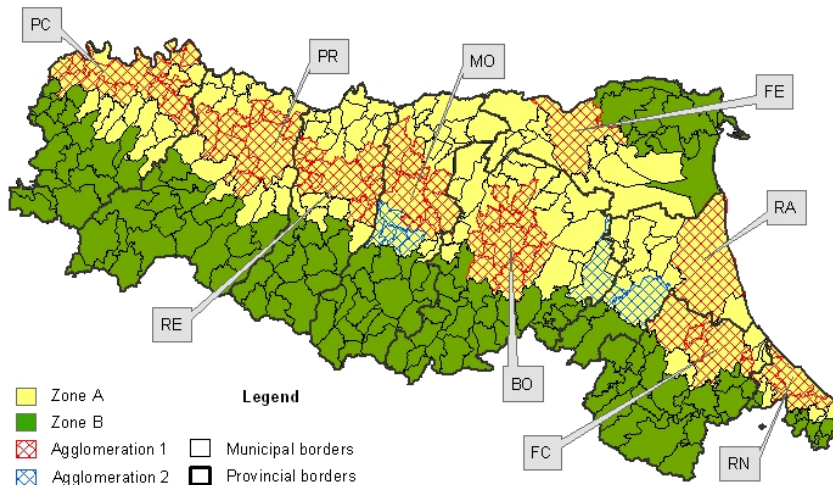 PC
PR
MO
FE
RA
RE
BO
FC
RN
Legend
Zone A
Zone B
Agglomeration 1
Municipal borders
Agglomeration 2
Provincial borders